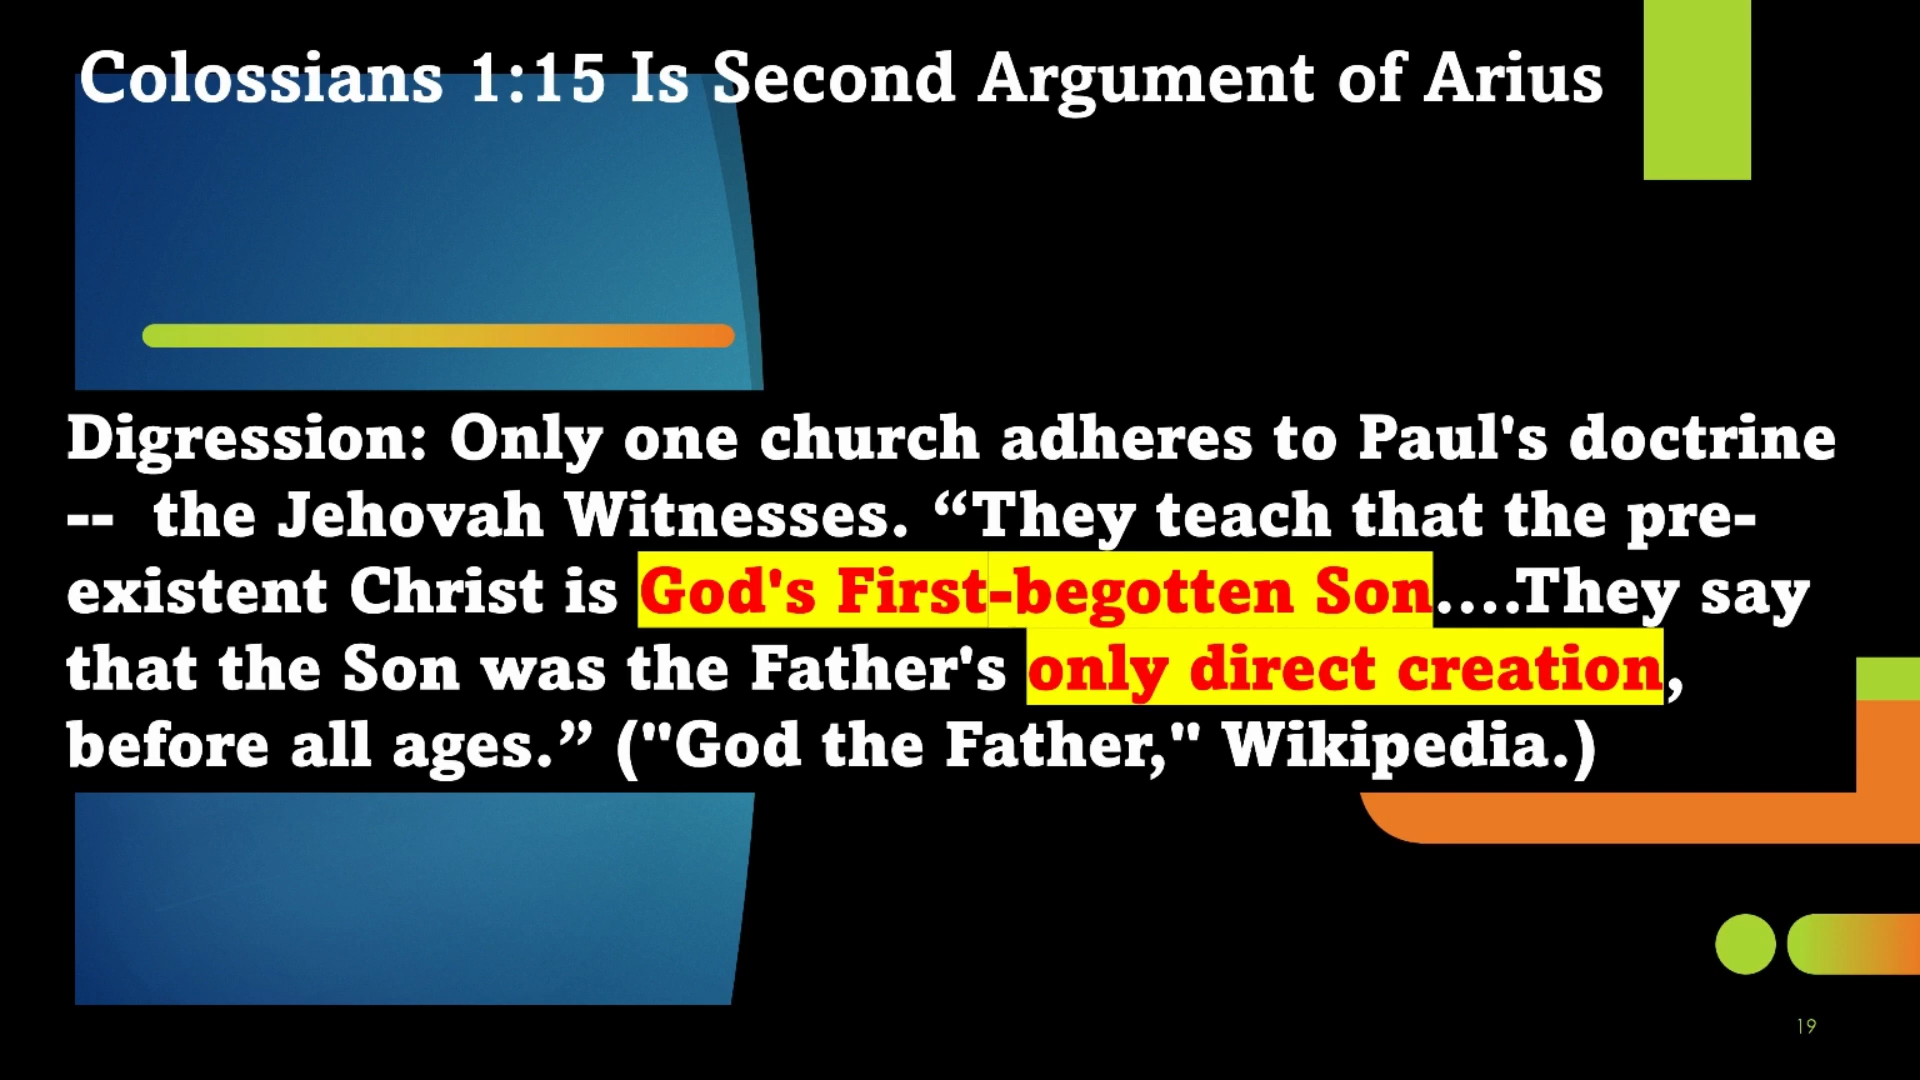 Colossians 1:15 Is Second Argument of Arius
Digression: Only one church adheres to Paul's doctrine
--  the Jehovah Witnesses. “They teach that the pre-
existent Christ is God's First-begotten Son....They say
that the Son was the Father's only direct creation,
before all ages.” ("God the Father," Wikipedia.)
19